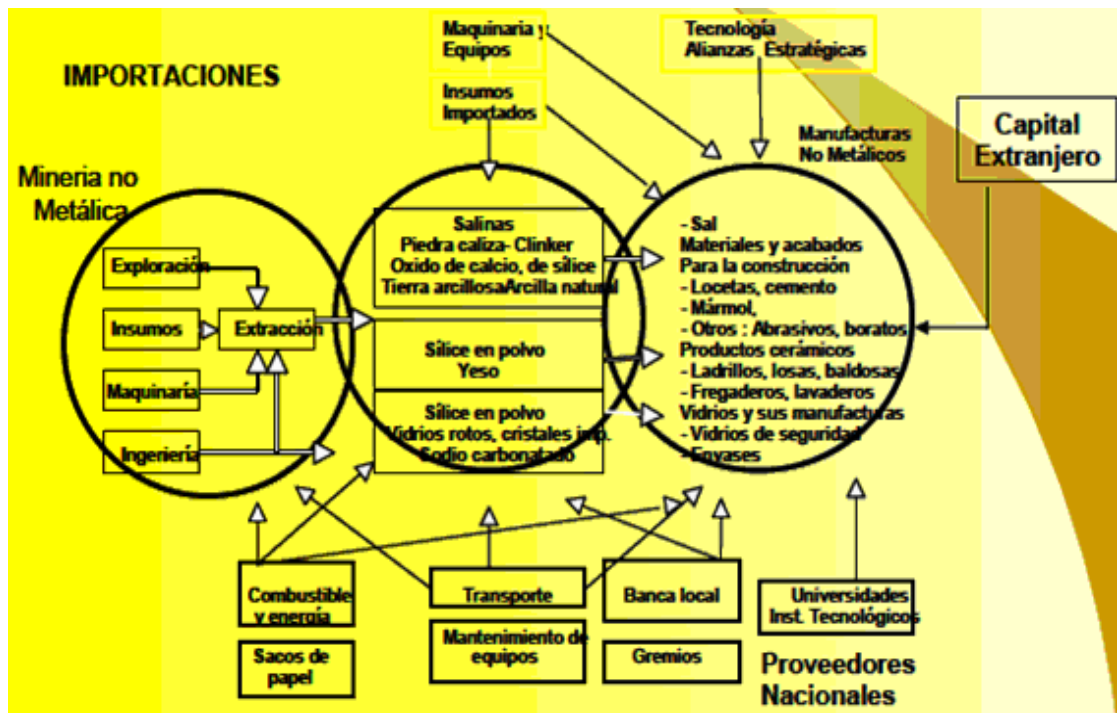 IMPORTACIONES
Maquinaria y
Equipos
Insumos
Importados
Tecnología
Alianzas Estratégicas
Manufacturas
No Metálicos
Capital
Extranjero
Mineria no
Metálica
Exploración
Insumos
Extracción
Maquinaría
Ingeriería
Salinas
Piedra caliza- Clinker
Oxido de calcio, de sílice
Tierra arcillosaArcilla natural
Sílice en polvo
Yeso
Sílice en polvo
Vidrios rotos, cristales imp.
Sodio carbonatado
- Sal
Materiales y acabados
Para la construcción
- Locetas, cemento
- Mármol,
- Otros : Abrasivos, boratos,
Productos cerámicos
- Ladrillos, losas, baldosas
- Fregaderos, lavaderos
Vidrios y sus manufacturas
- Vidrios de seguridad
- Envases
Combustible
y energía
Sacos de
papel
Transporte
Mantenimiento de
equipos
Banca local
Gremios
Universidades
Inst. Tecnológicos
Proveedores
Nacionales